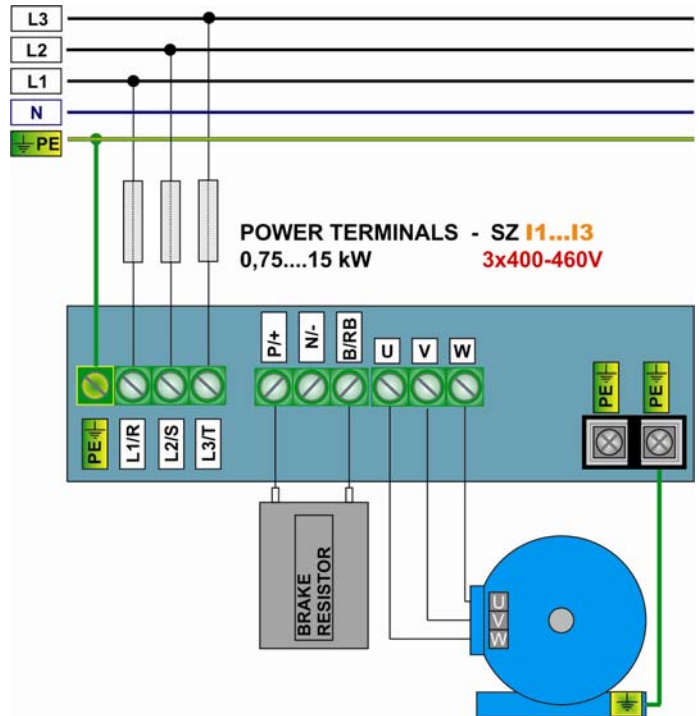 L3
L2
L1
N
PE
POWER TERMINALS - SZ I1...I3
0,75....15 kW 3x400-460V
P/+ N/- B/RB U V W PE PE
PE L1/R L2/S L3/T
BRAKE
RESISTOR
U
V
W